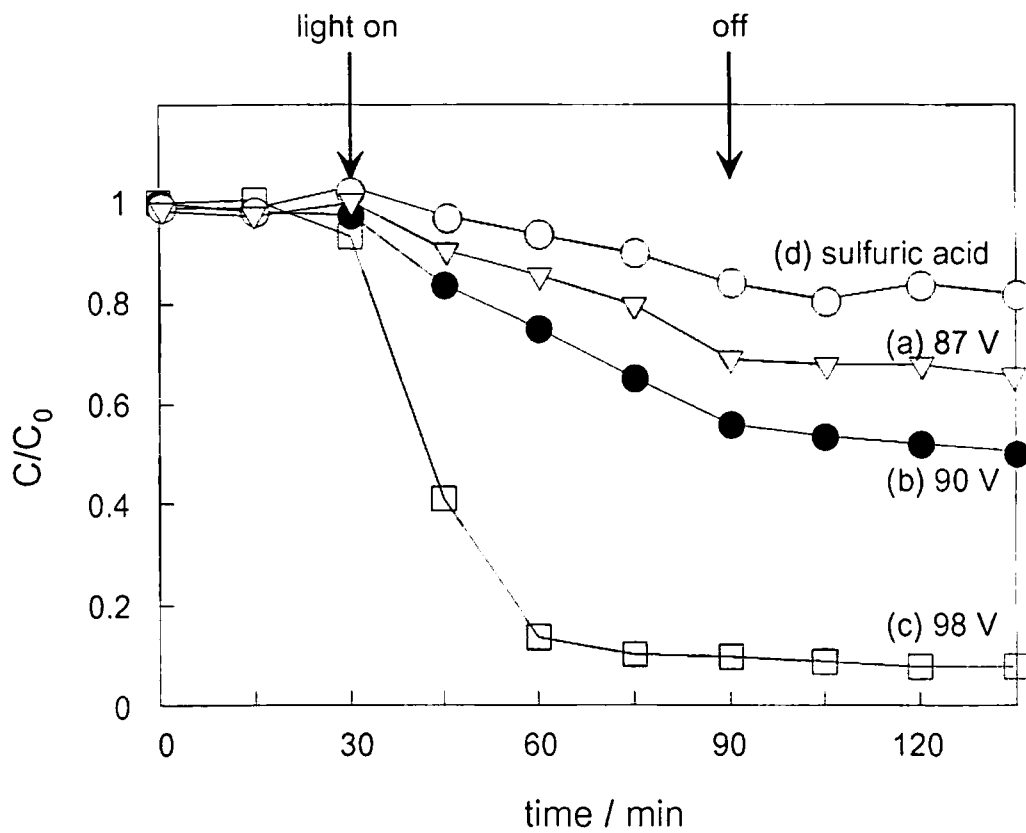 light on
off
1
0.8
0.6
0.4
0.2
0
C/C0
(d) sulfuric acid
(a) 87 V
(b) 90 V
(c) 98 V
0
30
60
90
120
time / min